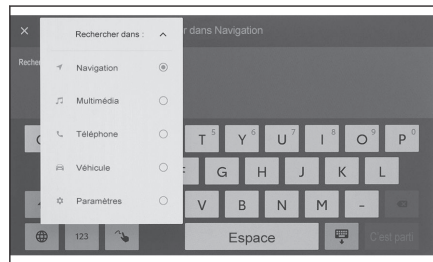 Rechercher dans :
r dans Navigation
Recher
Navigation
Multimédia
Téléphone
Véhicule
Paramètres
T 5 Y 6 U 7 I 8 O 9 P 0
G H J K L
V B N M -
123 Espace C'est parti